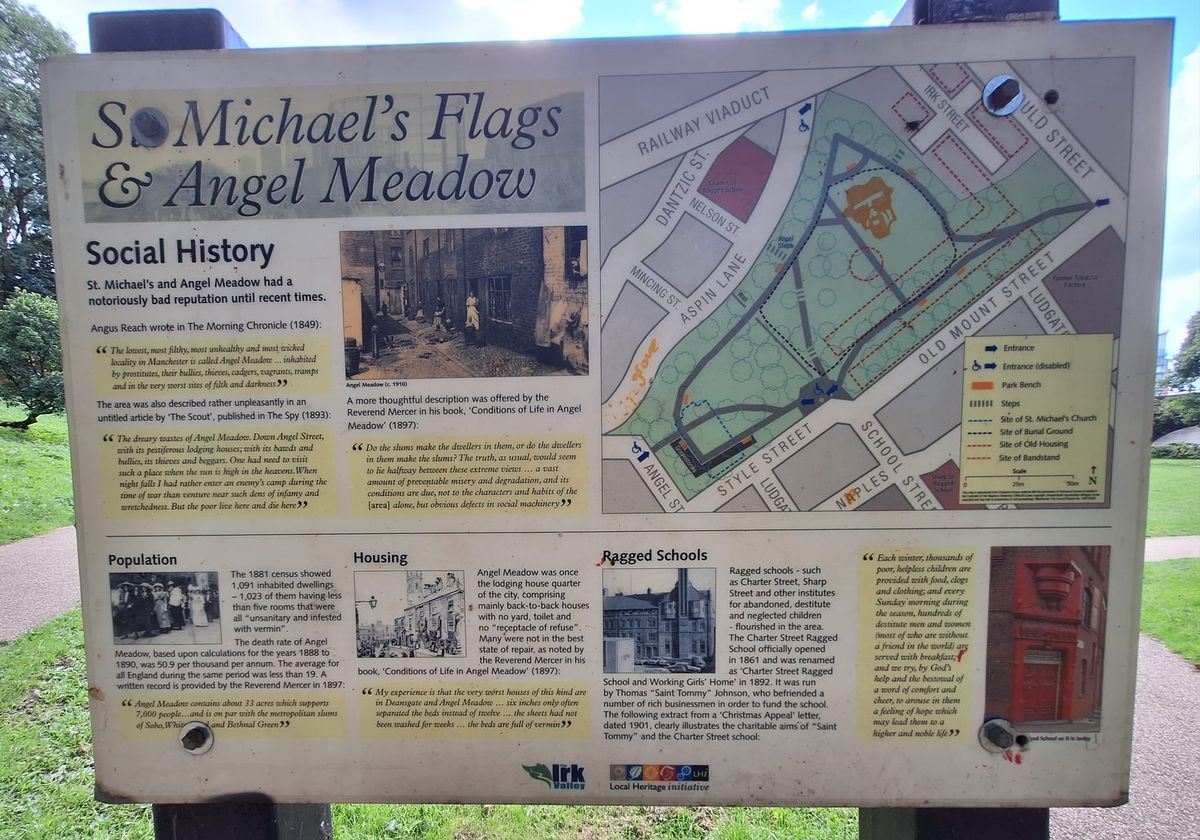 St Michael's Flags
& Angel Meadow
Social History
St. Michael's and Angel Meadow had a
notoriously bad reputation until recent times.
Angus Reach wrote in The Morning Chronicle (1849):
“The lowest, most filthy, most unhealthy and most wicked
locality in Manchester is called Angel Meadow ... inhabited
by prostitutes, their bullies, thieves, cadgers, vagrants, tramps
and in the very worst sites of filth and darkness”
The area was also described rather unpleasantly in an
untitled article by 'The Scout', published in The Spy (1893):
“The dreary wastes of Angel Meadow. Down Angel Street,
with its pestiferous lodging houses; with its bawds and
bullies, its thieves and beggars. One had need to visit
such a place when the sun is high in the heavens.When
night falls I had rather enter an enemy's camp during the
time of war than venture near such dens of infamy and
wretchedness. But the poor live here and die here”
Angel Meadow (c. 1910)
A more thoughtful description was offered by the
Reverend Mercer in his book, 'Conditions of Life in Angel
Meadow' (1897):
“Do the slums make the dwellers in them, or do the dwellers
in them make the slums? The truth, as usual, would seem
to lie halfway between these extreme views ... a vast
amount of preventable misery and degradation, and its
conditions are due, not to the characters and habits of the
[area] alone, but obvious defects in social machinery”
RAILWAY VIADUCT
DANTZIC ST.
Charter St.
Ragged School
NELSON ST.
MINCING ST.
ASPIN LANE
Angel
Steps
Wall
IRK STREET
OULD STREET
OLD MOUNT STREET
LUDGAT
Former Tobacco
Factory
STYLE STREET
ANGEL ST
LUDGAT
SCHOOL STREE
NAPLES
Sharp St.
Ragged
School
Entrance
Entrance (disabled)
Park Bench
Steps
Site of St. Michael's Church
Site of Burial Ground
Site of Old Housing
Site of Bandstand
Scale
0 25m 50m
N
Population
The 1881 census showed
1,091 inhabited dwellings
– 1,023 of them having less
than five rooms that were
all "unsanitary and infested
with vermin".
The death rate of Angel
Meadow, based upon calculations for the years 1888 to
1890, was 50.9 per thousand per annum. The average for
all England during the same period was less than 19. A
written record is provided by the Reverend Mercer in 1897:
“Angel Meadow contains about 33 acres which supports
7,000 people...and is on par with the metropolitan slums
of Soho, and Bethnal Green”
Housing
Angel Meadow was once
the lodging house quarter
of the city, comprising
mainly back-to-back houses
with no yard, toilet and
no "receptacle of refuse".
Many were not in the best
state of repair, as noted by
the Reverend Mercer in his
book, 'Conditions of Life in Angel Meadow' (1897):
“My experience is that the very worst houses of this kind are
in Deansgate and Angel Meadow ... six inches only often
separated the beds instead of twelve ... the sheets had not
been washed for weeks ... the beds are full of vermin”
Ragged Schools
Ragged schools - such
as Charter Street, Sharp
Street and other institutes
for abandoned, destitute
and neglected children
- flourished in the area.
The Charter Street Ragged
School officially opened
in 1861 and was renamed
as 'Charter Street Ragged
School and Working Girls' Home' in 1892. It was run
by Thomas "Saint Tommy" Johnson, who befriended a
number of rich businessmen in order to fund the school.
The following extract from a 'Christmas Appeal' letter,
dated 1901, clearly illustrates the charitable aims of "Saint
Tommy" and the Charter Street school:
“Each winter, thousands of
poor, helpless children are
provided with food, clogs
and clothing; and every
Sunday morning during
the season, hundreds of
destitute men and women
(most of who are without
a friend in the world) are
served with breakfast;
and we try, by God's
help and the bestowal of
a word of comfort and
cheer, to arouse in them
a feeling of hope which
may lead them to a
higher and noble life”
ged School as it is today
Irk
Valley
LHI
Local Heritage initiative